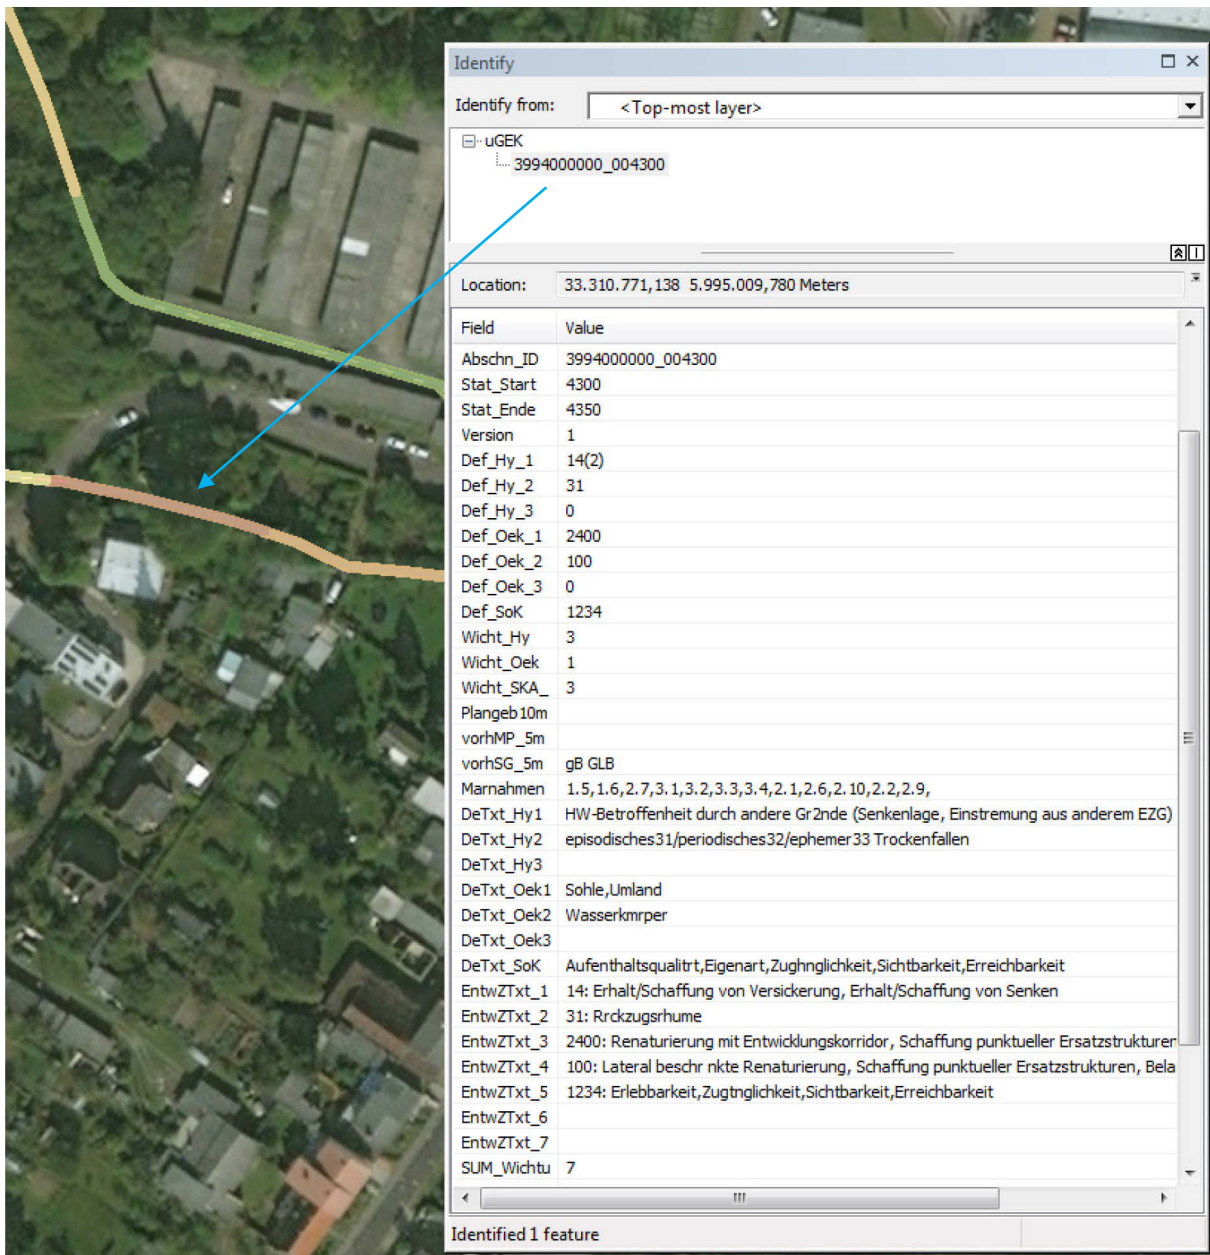 Identify
Identify from: <Top-most layer>
uGEK
3994000000_004300
Location: 33.310.771,138 5.995.009,780 Meters
Field Value
Abschn_ID 3994000000_004300
Stat_Start 4300
Stat_Ende 4350
Version 1
Def_Hy_1 14(2)
Def_Hy_2 31
Def_Hy_3 0
Def_Oek_1 2400
Def_Oek_2 100
Def_Oek_3 0
Def_SoK 1234
Wicht_Hy 3
Wicht_Oek 1
Wicht_SKA_ 3
Plangeb10m
vorhMP_5m
vorhSG_5m gB GLB
Marnahmen 1.5,1.6,2.7,3.1,3.2,3.3,3.4,2.1,2.6,2.10,2.2,2.9,
DeTxt_Hy1 HW-Betroffenheit durch andere Gr2nde (Senkenlage, Einstremung aus anderem EZG)
DeTxt_Hy2 episodisches31/periodisches32/ephemer33 Trockenfallen
DeTxt_Hy3
DeTxt_Oek1 Sohle,Umland
DeTxt_Oek2 Wasserkmrper
DeTxt_Oek3
DeTxt_SoK Aufenthaltsqualitrt,Eigenart,Zughnglichkeit,Sichtbarkeit,Erreichbarkeit
EntwZTxt_1 14: Erhalt/Schaffung von Versickerung, Erhalt/Schaffung von Senken
EntwZTxt_2 31: Rrckzugsrhume
EntwZTxt_3 2400: Renaturierung mit Entwicklungskorridor, Schaffung punktueller Ersatzstrukturer
EntwZTxt_4 100: Lateral beschr nkte Renaturierung, Schaffung punktueller Ersatzstrukturen, Bela
EntwZTxt_5 1234: Erlebbarkeit,Zugtnglichkeit,Sichtbarkeit,Erreichbarkeit
EntwZTxt_6
EntwZTxt_7
SUM_Wichtu 7
Identified 1 feature